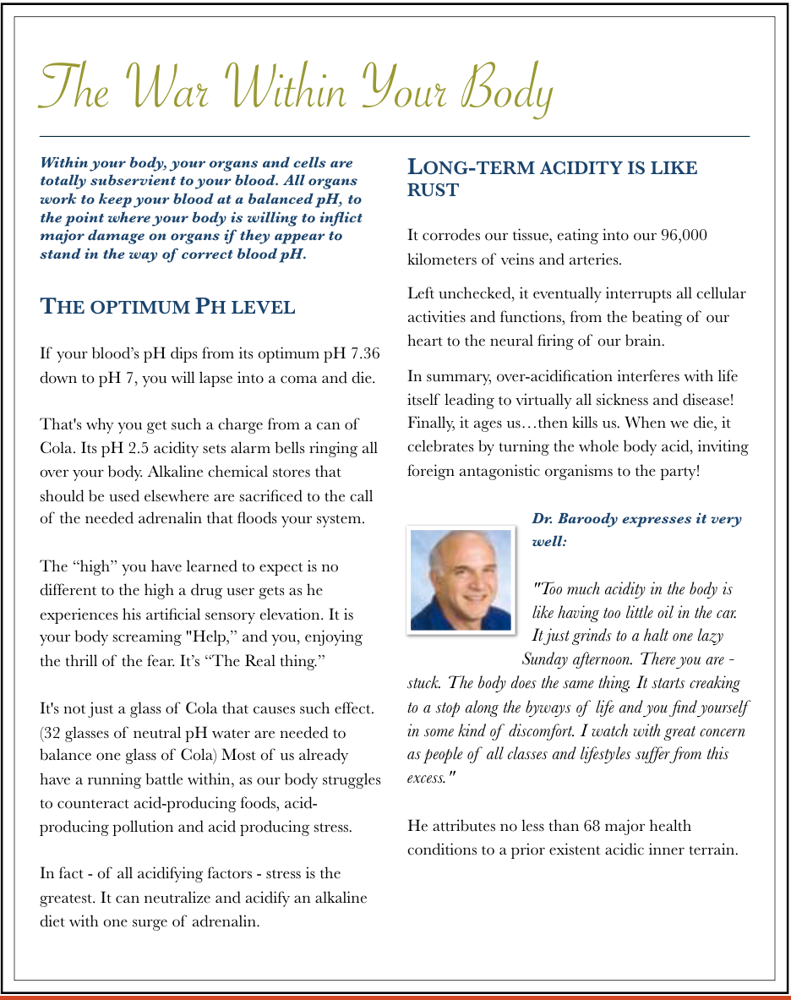 The War Within Your Body
Within your body, your organs and cells are
totally subservient to your blood. All organs
work to keep your blood at a balanced pH, to
the point where your body is willing to inflict
major damage on organs if they appear to
stand in the way of correct blood pH.
THE OPTIMUM PH LEVEL
If your blood’s pH dips from its optimum pH 7.36
down to pH 7, you will lapse into a coma and die.
That's why you get such a charge from a can of
Cola. Its pH 2.5 acidity sets alarm bells ringing all
over your body. Alkaline chemical stores that
should be used elsewhere are sacrificed to the call
of the needed adrenalin that floods your system.
The “high” you have learned to expect is no
different to the high a drug user gets as he
experiences his artificial sensory elevation. It is
your body screaming "Help,” and you, enjoying
the thrill of the fear. It’s “The Real thing.”
It's not just a glass of Cola that causes such effect.
(32 glasses of neutral pH water are needed to
balance one glass of Cola) Most of us already
have a running battle within, as our body struggles
to counteract acid-producing foods, acid-
producing pollution and acid producing stress.
In fact - of all acidifying factors - stress is the
greatest. It can neutralize and acidify an alkaline
diet with one surge of adrenalin.
LONG-TERM ACIDITY IS LIKE
RUST
It corrodes our tissue, eating into our 96,000
kilometers of veins and arteries.
Left unchecked, it eventually interrupts all cellular
activities and functions, from the beating of our
heart to the neural firing of our brain.
In summary, over-acidification interferes with life
itself leading to virtually all sickness and disease!
Finally, it ages us…then kills us. When we die, it
celebrates by turning the whole body acid, inviting
foreign antagonistic organisms to the party!
Dr. Baroody expresses it very
well:
"Too much acidity in the body is
like having too little oil in the car.
It just grinds to a halt one lazy
Sunday afternoon. There you are -
stuck. The body does the same thing. It starts creaking
to a stop along the byways of life and you find yourself
in some kind of discomfort. I watch with great concern
as people of all classes and lifestyles suffer from this
excess."
He attributes no less than 68 major health
conditions to a prior existent acidic inner terrain.